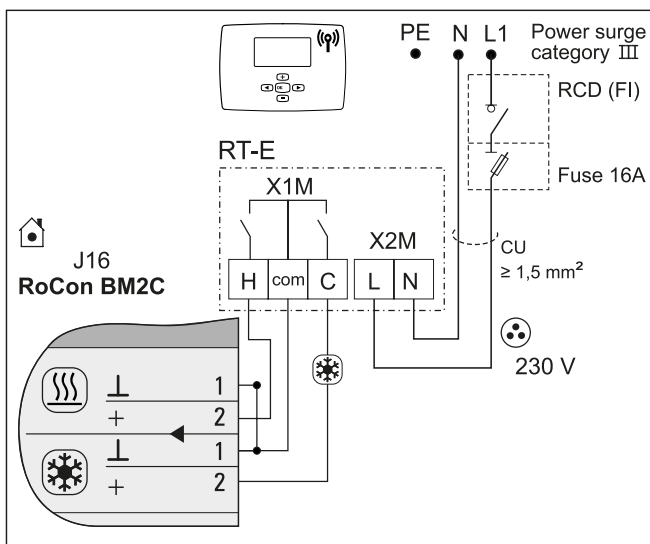 PE N L1 Power surge
category III
RCD (FI)
Fuse 16A
OK
RT-E
X1M
X2M
H com C L N
CU
≥ 1,5 mm²
230 V
J16
RoCon BM2C
1
+ 2
1
+ 2